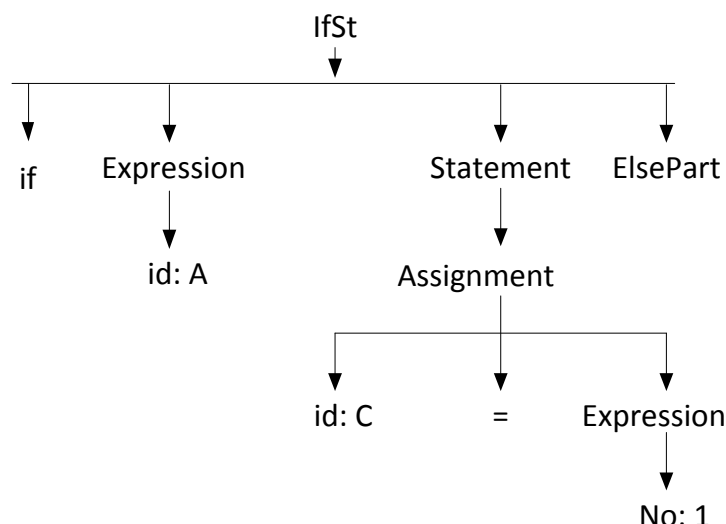 IfSt
if Expression Statement ElsePart
id: A Assignment
id: C = Expression
No: 1